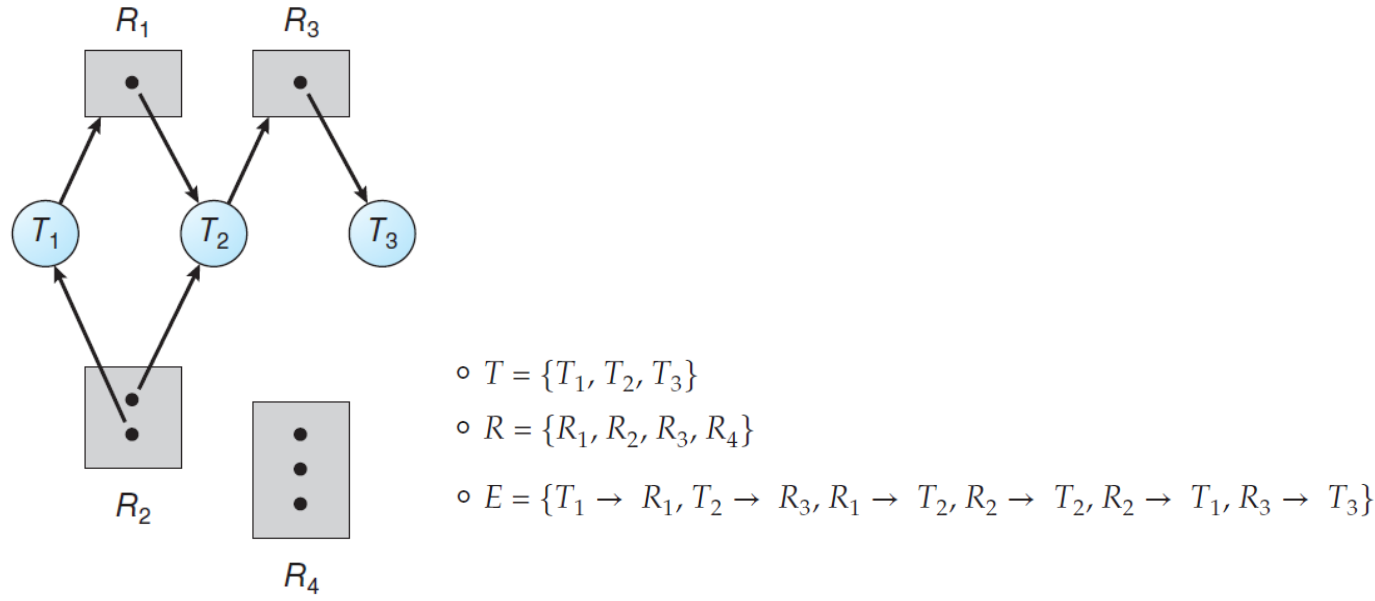 R₁ R₃
T₁ T₂ T₃
R₂
R₄
∘ T = {T₁, T₂, T₃}
∘ R = {R₁, R₂, R₃, R₄}
∘ E = {T₁ → R₁, T₂ → R₃, R₁ → T₂, R₂ → T₂, R₂ → T₁, R₃ → T₃}